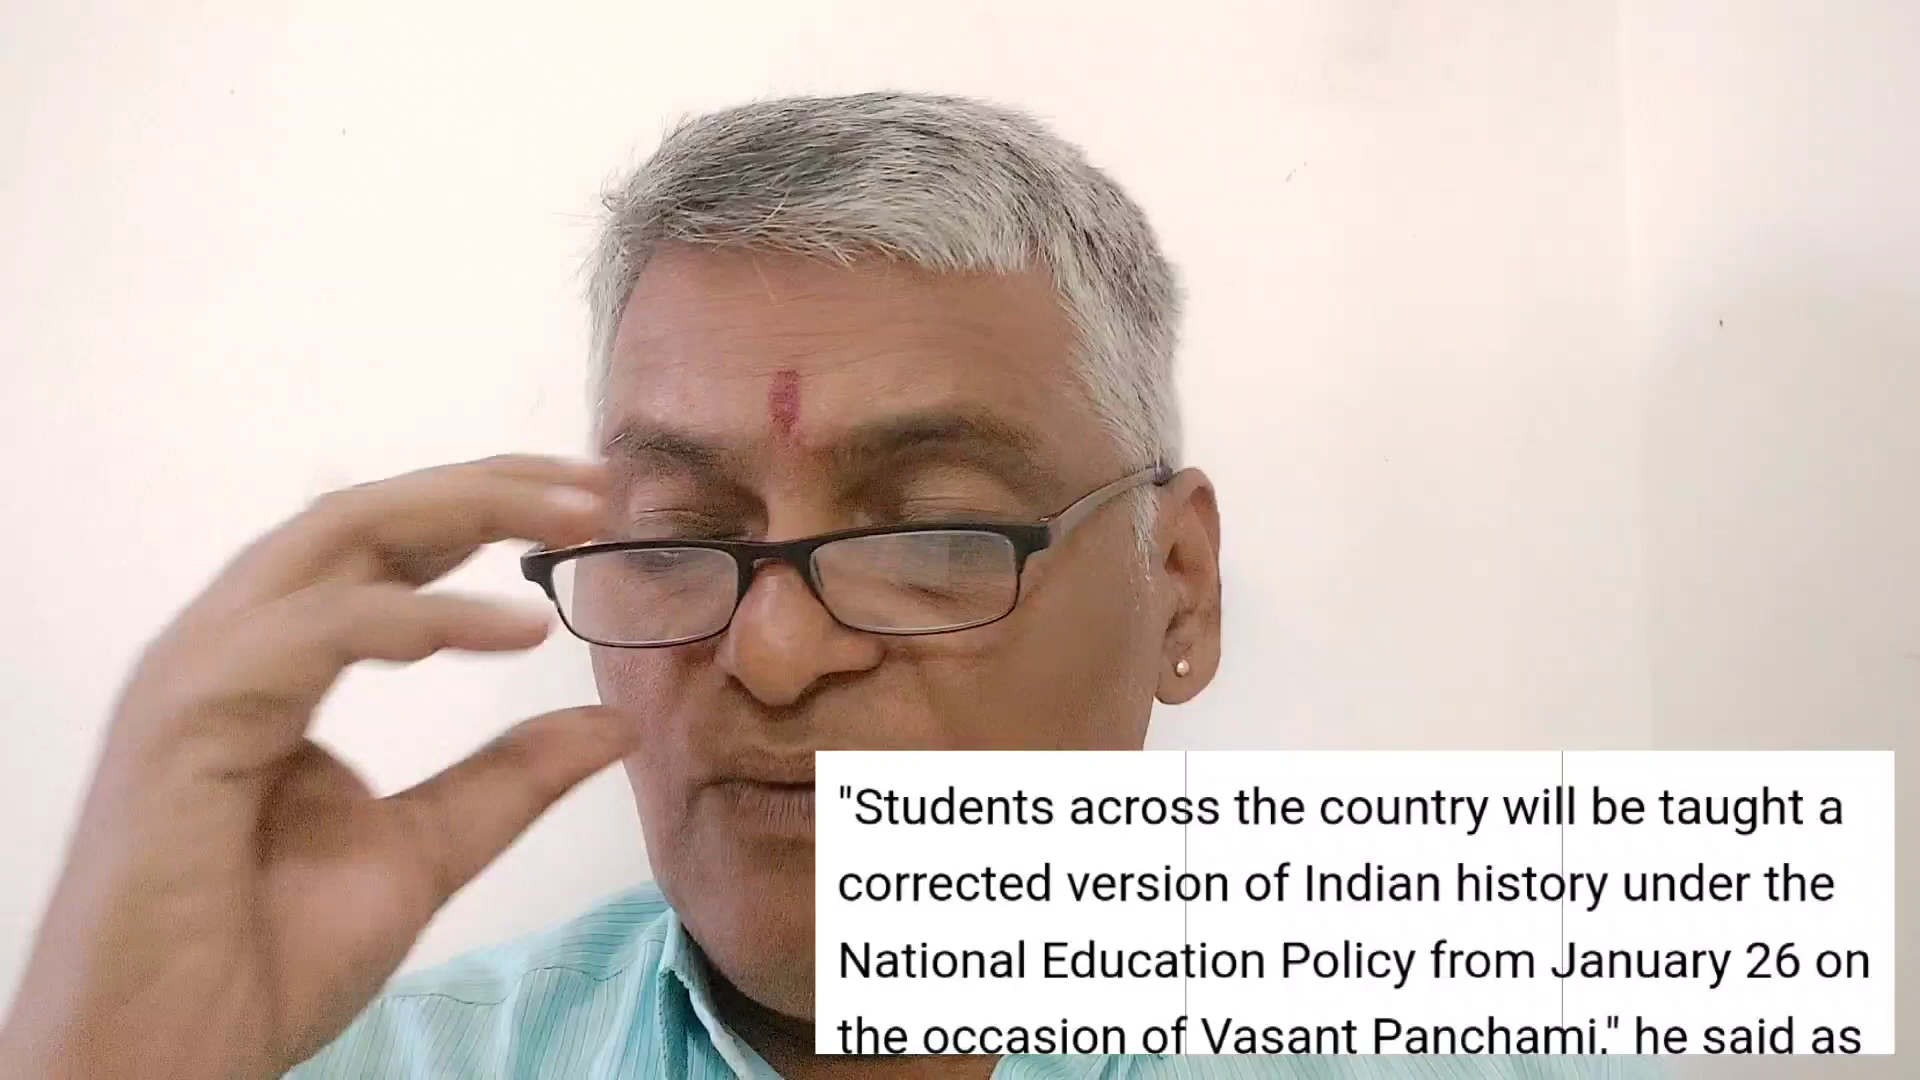 "Students across the country will be taught a
corrected version of Indian history under the
National Education Policy from January 26 on
the occasion of Vasant Panchami," he said as